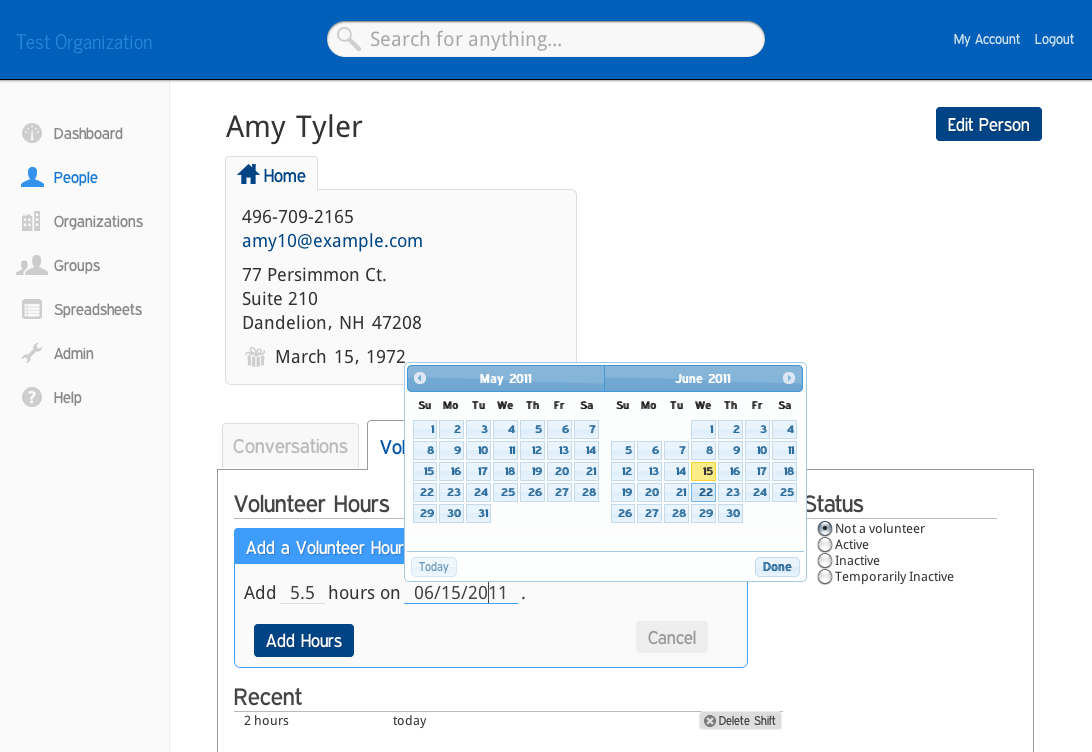 Test Organization
Search for anything...
My Account Logout
Dashboard
People
Organizations
Groups
Spreadsheets
Admin
Help
Amy Tyler
Edit Person
Home
496-709-2165
amy10@example.com
77 Persimmon Ct.
Suite 210
Dandelion, NH 47208
March 15, 1972
May 2011 June 2011
Su Mo Tu We Th Fr Sa Su Mo Tu We Th Fr Sa
1 2 3 4 5 6 7 1 2 3 4
8 9 10 11 12 13 14 5 6 7 8 9 10 11
15 16 17 18 19 20 21 12 13 14 15 16 17 18
22 23 24 25 26 27 28 19 20 21 22 23 24 25
29 30 31 26 27 28 29 30
Today Done
Conversations Vol
Volunteer Hours
Add a Volunteer Hour
Add 5.5 hours on 06/15/2011 .
Add Hours Cancel
Recent
2 hours today Delete Shift
Status
Not a volunteer
Active
Inactive
Temporarily Inactive